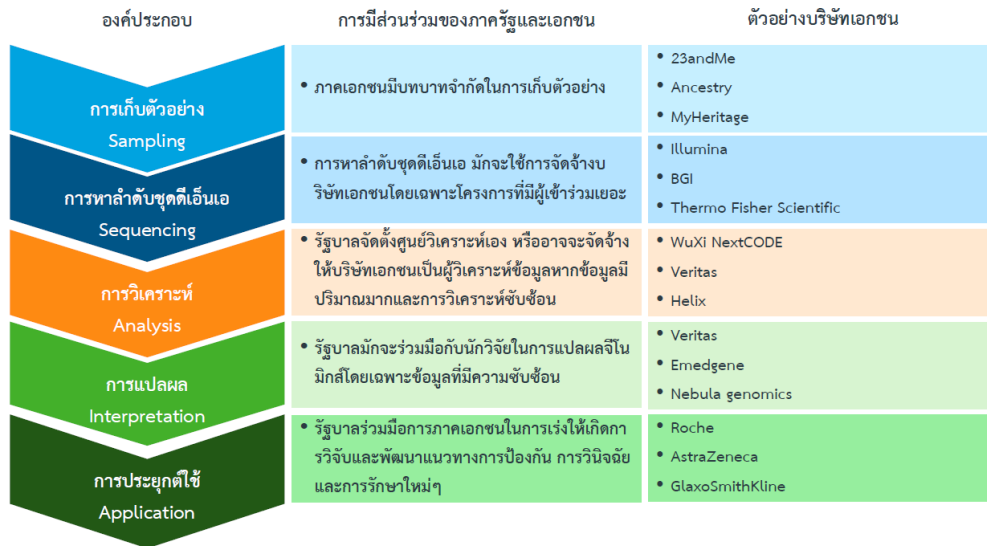 องค์ประกอบ
การมีส่วนร่วมของภาครัฐและเอกชน
ตัวอย่างบริษัทเอกชน
การเก็บตัวอย่าง
Sampling
• ภาคเอกชนมีบทบาทจำกัดในการเก็บตัวอย่าง
• 23andMe
• Ancestry
• MyHeritage
การหาลำดับชุดดีเอ็นเอ
Sequencing
• การหาลำดับชุดดีเอ็นเอ มักจะใช้การจัดจ้างบ
ริษัทเอกชนโดยเฉพาะโครงการที่มีผู้เข้าร่วมเยอะ
• Illumina
• BGI
• Thermo Fisher Scientific
การวิเคราะห์
Analysis
• รัฐบาลจัดตั้งศูนย์วิเคราะห์เอง หรืออาจจะจัดจ้าง
ให้บริษัทเอกชนเป็นผู้วิเคราะห์ข้อมูลหากข้อมูลมี
ปริมาณมากและการวิเคราะห์ซับซ้อน
• WuXi NextCODE
• Veritas
• Helix
การแปลผล
Interpretation
• รัฐบาลมักจะร่วมมือกับนักวิจัยในการแปลผลจีโน
มิกส์โดยเฉพาะข้อมูลที่มีความซับซ้อน
• Veritas
• Emedgene
• Nebula genomics
การประยุกต์ใช้
Application
• รัฐบาลร่วมมือการภาคเอกชนในการเร่งให้เกิดกา
รวิจับและพัฒนาแนวทางการป้องกัน การวินิจฉัย
และการรักษาใหม่ๆ
• Roche
• AstraZeneca
• GlaxoSmithKline